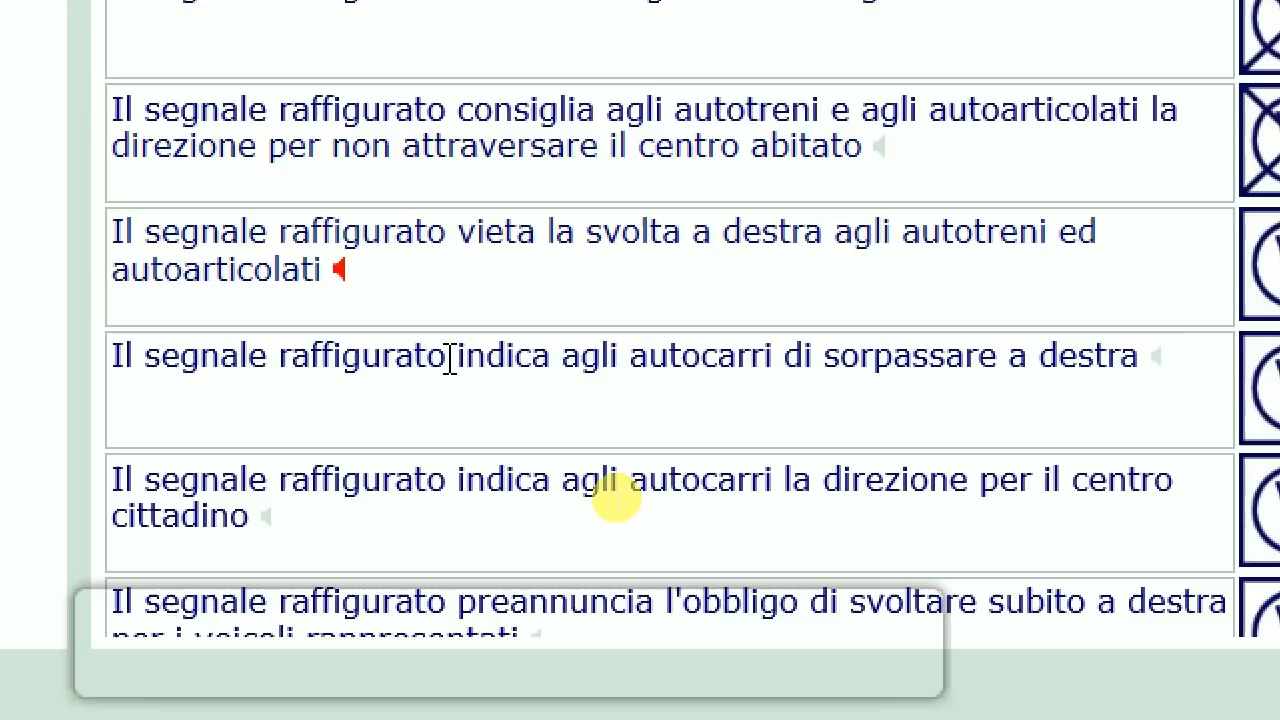 Il segnale raffigurato consiglia agli autotreni e agli autoarticolati la
direzione per non attraversare il centro abitato
Il segnale raffigurato vieta la svolta a destra agli autotreni ed
autoarticolati
Il segnale raffigurato indica agli autocarri di sorpassare a destra
Il segnale raffigurato indica agli autocarri la direzione per il centro
cittadino
Il segnale raffigurato preannuncia l'obbligo di svoltare subito a destra
per i veicoli rappresentati